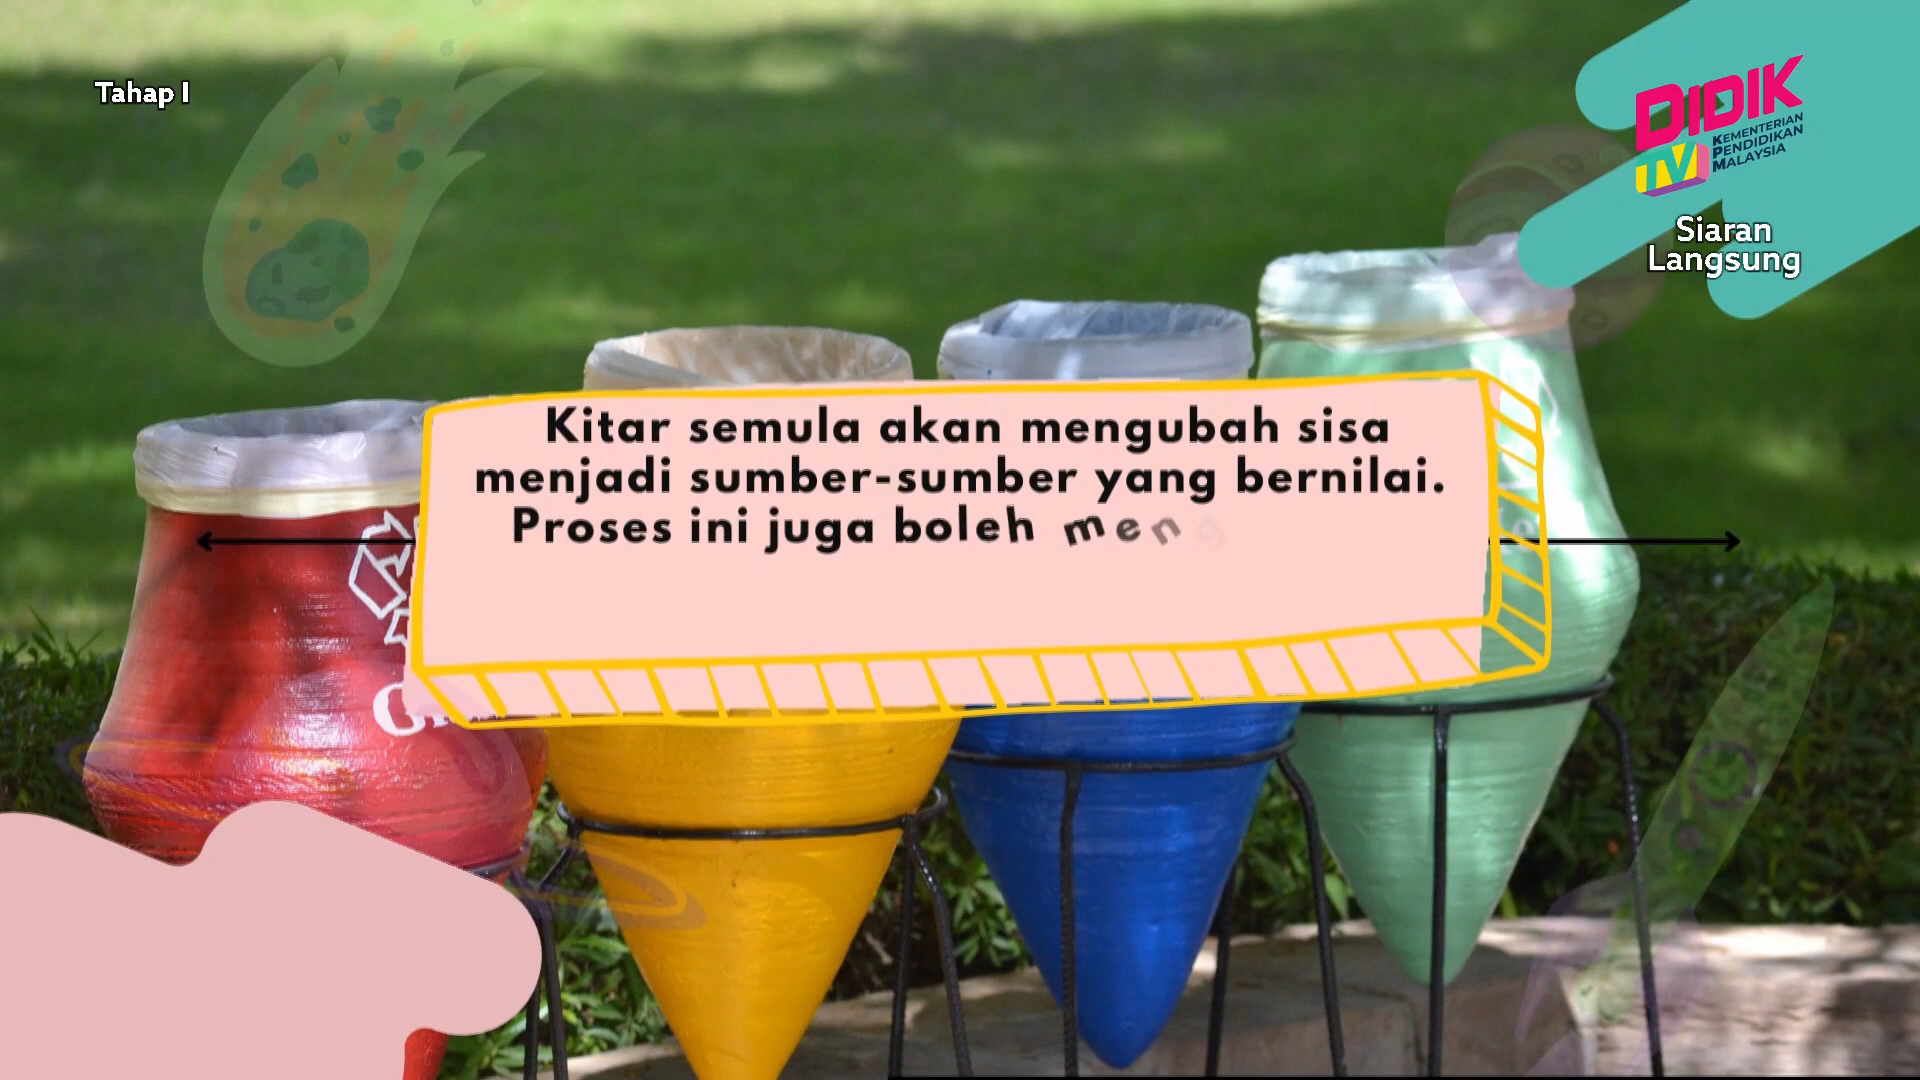 Tahap I
DIDIK
TV
KEMENTERIAN
PENDIDIKAN
MALAYSIA
Siaran
Langsung
Kitar semula akan mengubah sisa
menjadi sumber-sumber yang bernilai.
Proses ini juga boleh meng